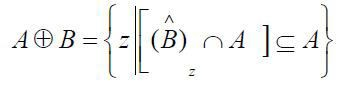 A ⊕ B = { z | [ (B̂)_z ∩ A ] ⊆ A }